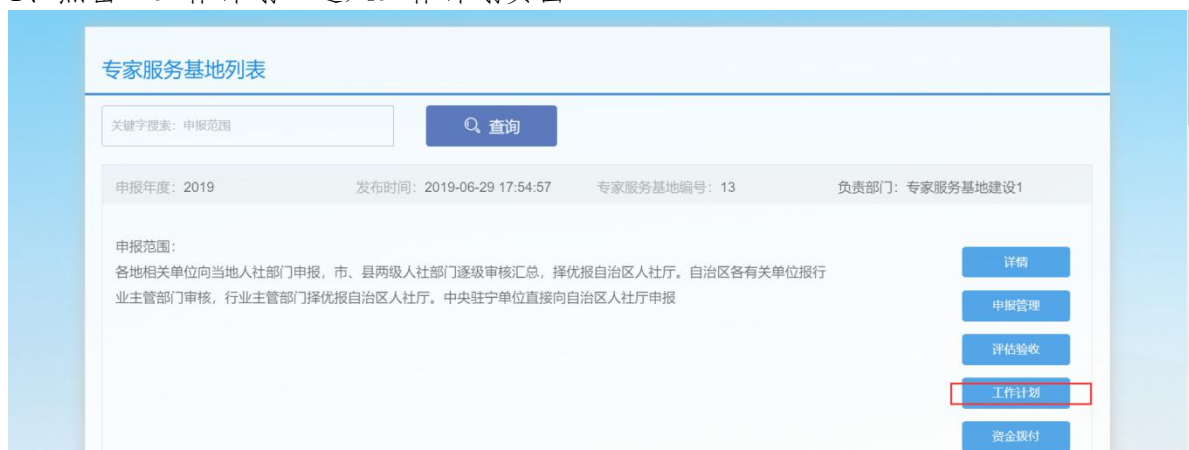 专家服务基地列表
关键字搜索：申报范围
查询
申报年度：2019 发布时间：2019-06-29 17:54:57 专家服务基地编号：13 负责部门：专家服务基地建设1
申报范围：
各地相关单位向当地人社部门申报，市、县两级人社部门逐级审核汇总，择优报自治区人社厅。自治区各有关单位报行
业主管部门审核，行业主管部门择优报自治区人社厅。中央驻宁单位直接向自治区人社厅申报
详情
申报管理
评估验收
工作计划
资金拨付